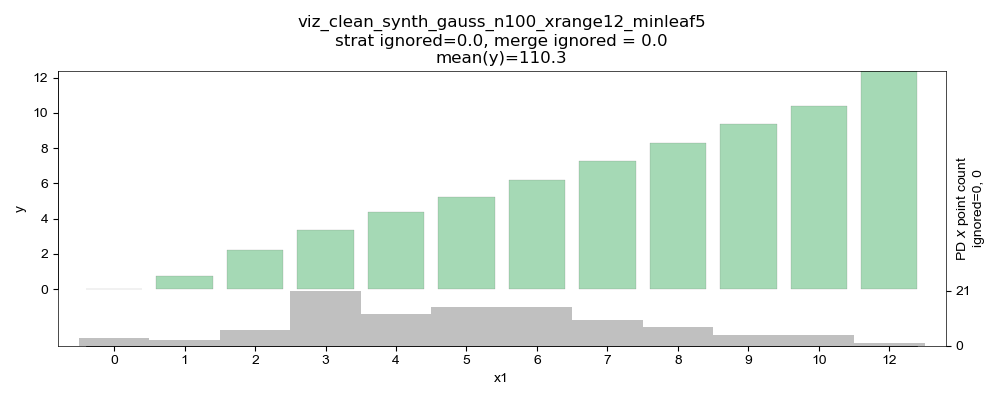 viz_clean_synth_gauss_n100_xrange12_minleaf5
strat ignored=0.0, merge ignored = 0.0
mean(y)=110.3
12
10
8
6
4
2
0
y
21
0
PD x point count
ignored=0, 0
0 1 2 3 4 5 6 7 8 9 10 12
x1